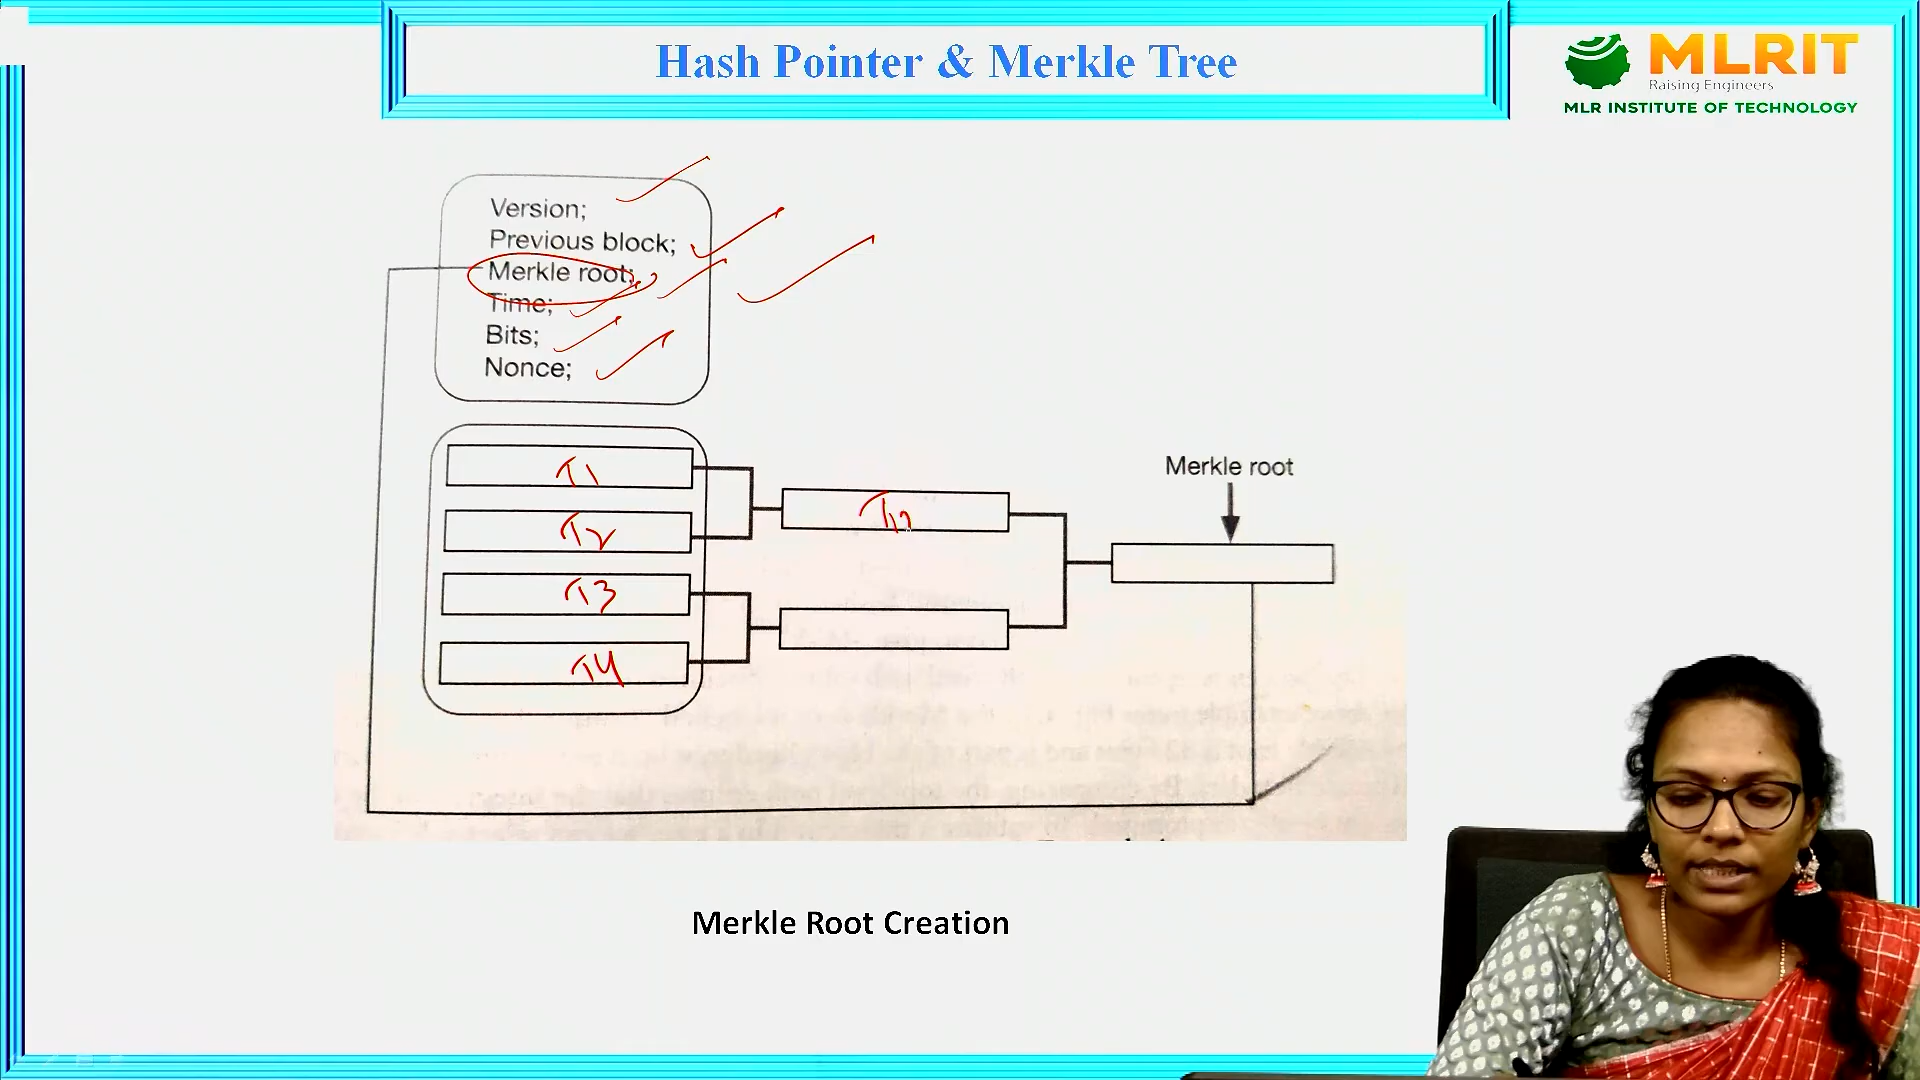 Hash Pointer & Merkle Tree
MLRIT
Raising Engineers
MLR INSTITUTE OF TECHNOLOGY
Version;
Previous block;
Merkle root;
Time;
Bits;
Nonce;
T1
T2
T3
T4
Merkle root
Merkle Root Creation